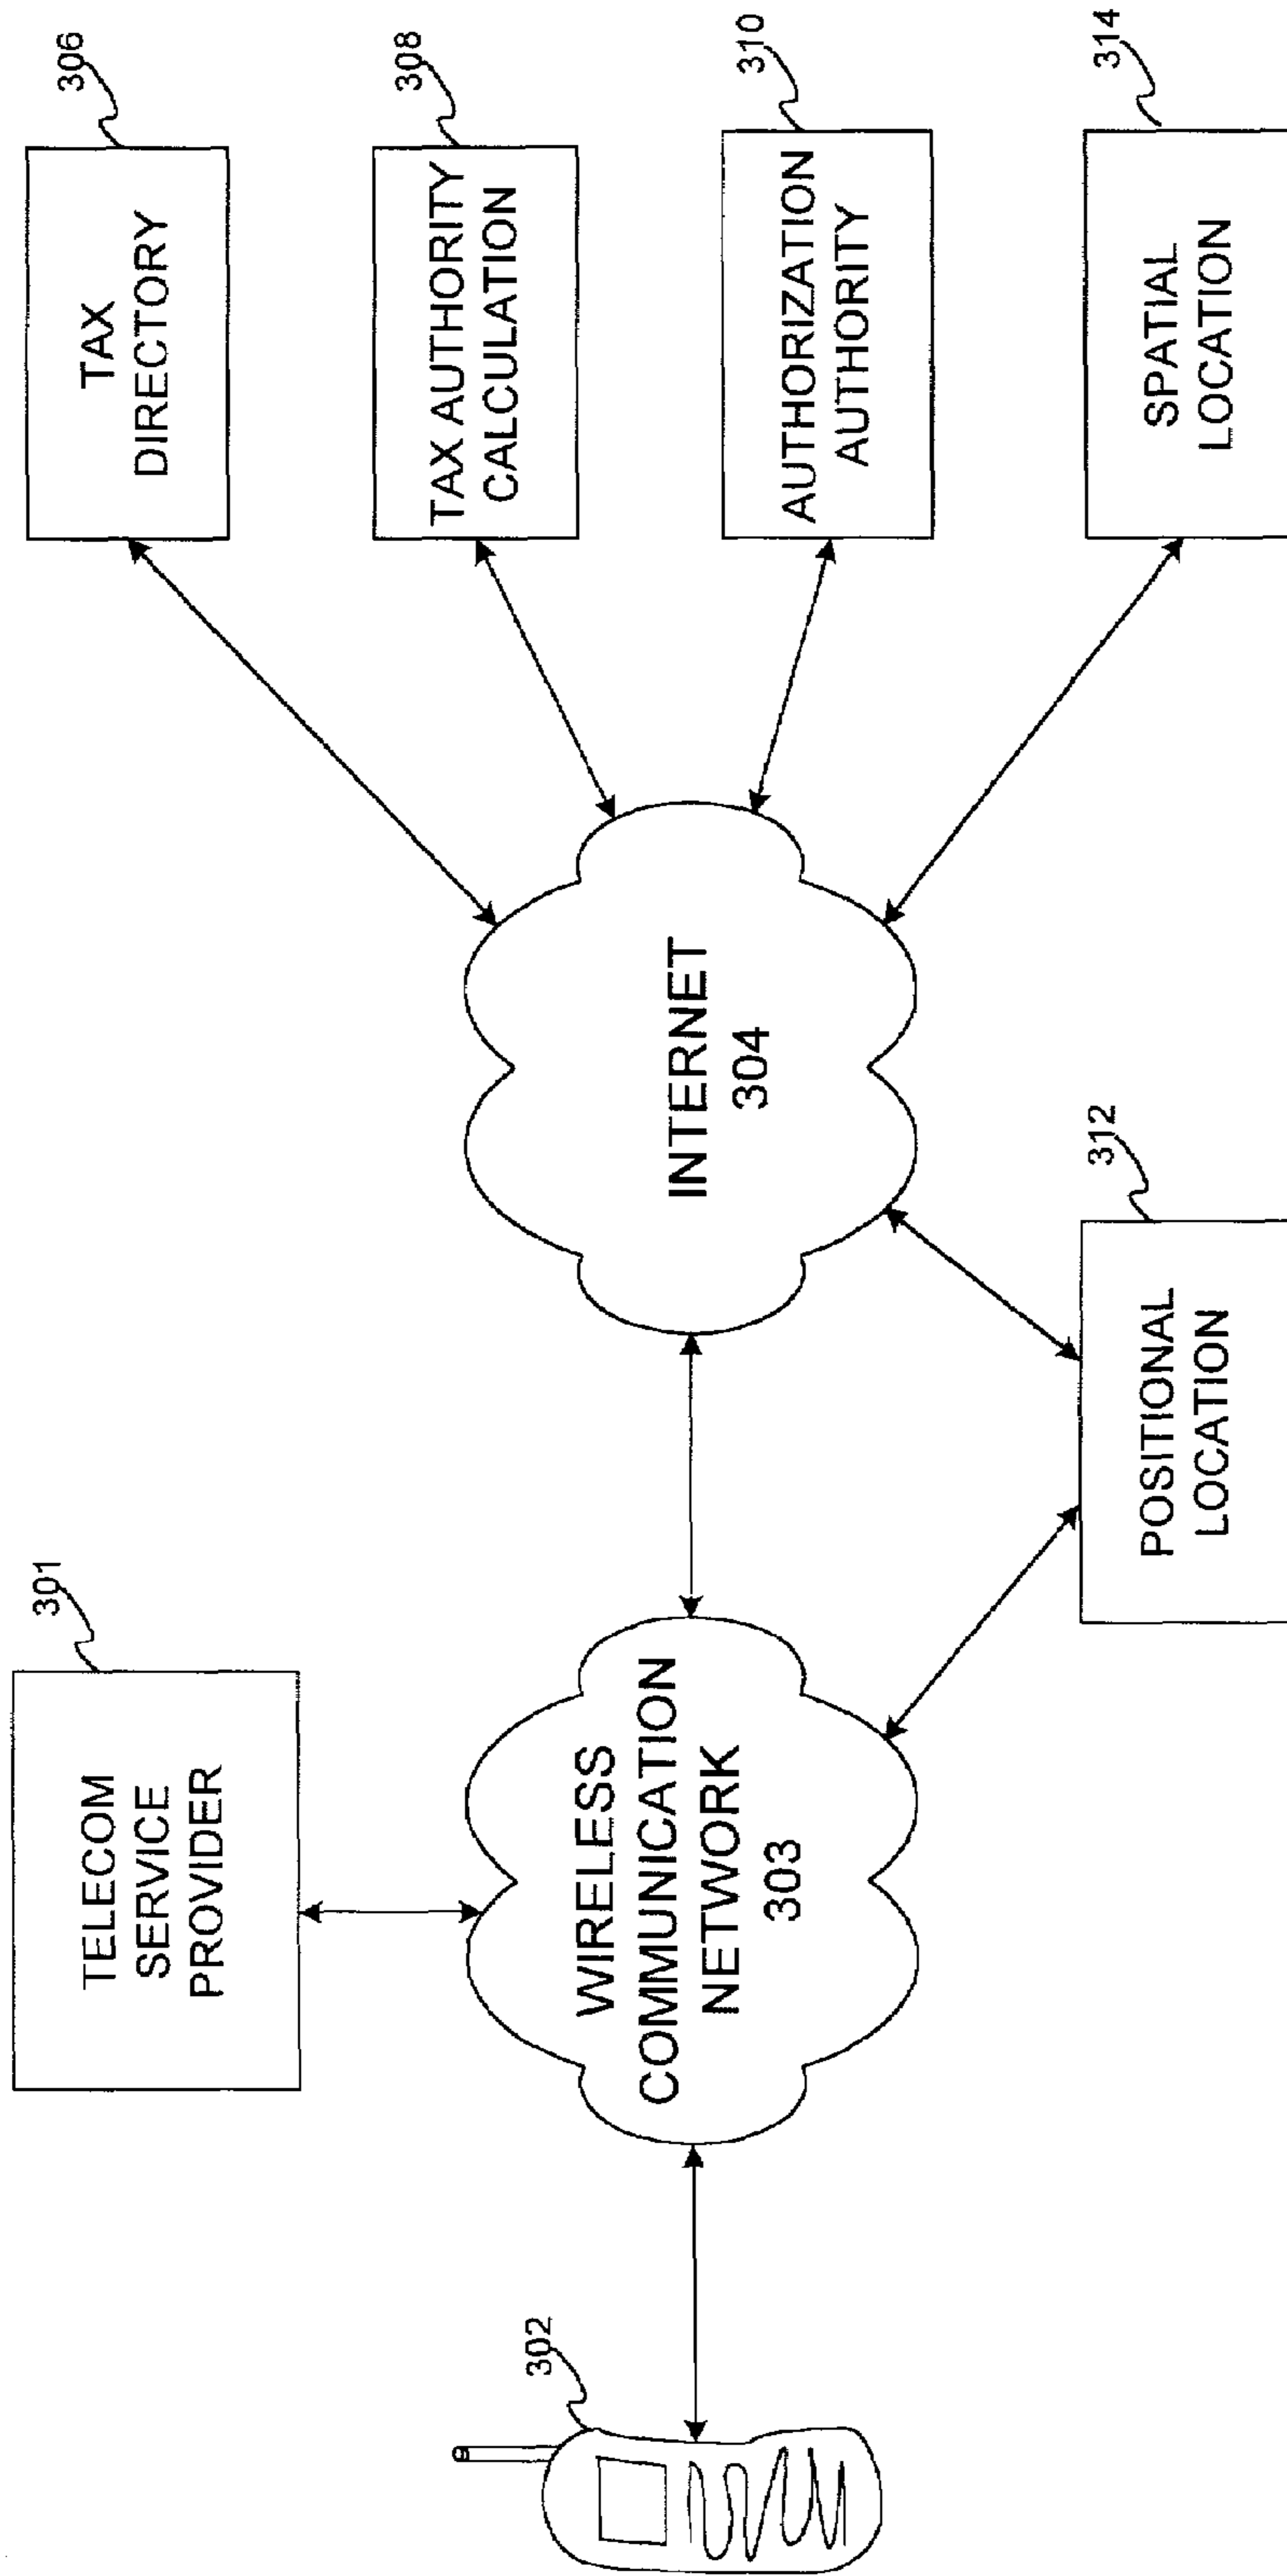 301
TELECOM
SERVICE
PROVIDER
302
WIRELESS
COMMUNICATION
NETWORK
303
INTERNET
304
POSITIONAL
LOCATION
312
306
TAX
DIRECTORY
308
TAX AUTHORITY
CALCULATION
310
AUTHORIZATION
AUTHORITY
314
SPATIAL
LOCATION